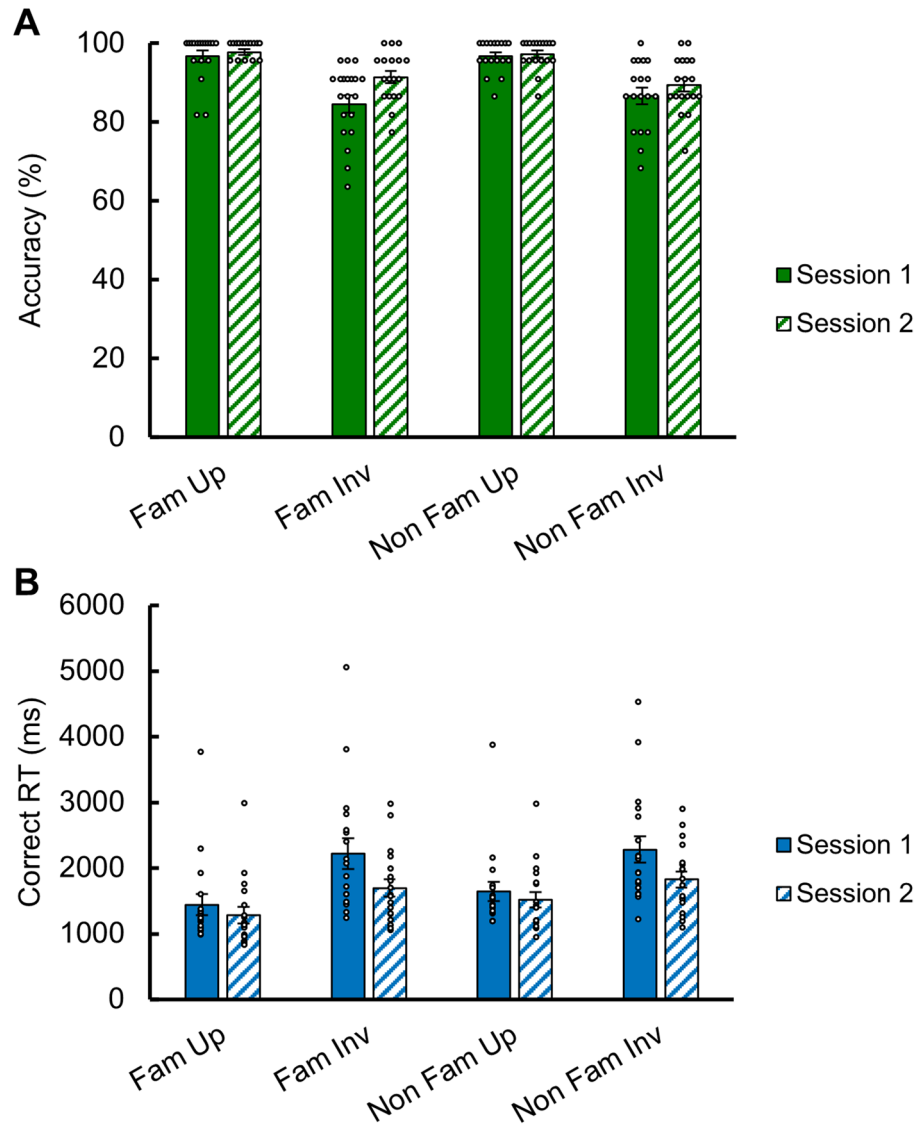 A
Accuracy (%)
100
80
60
40
20
0
Fam Up
Fam Inv
Non Fam Up
Non Fam Inv
Session 1
Session 2
B
Correct RT (ms)
6000
5000
4000
3000
2000
1000
0
Fam Up
Fam Inv
Non Fam Up
Non Fam Inv
Session 1
Session 2